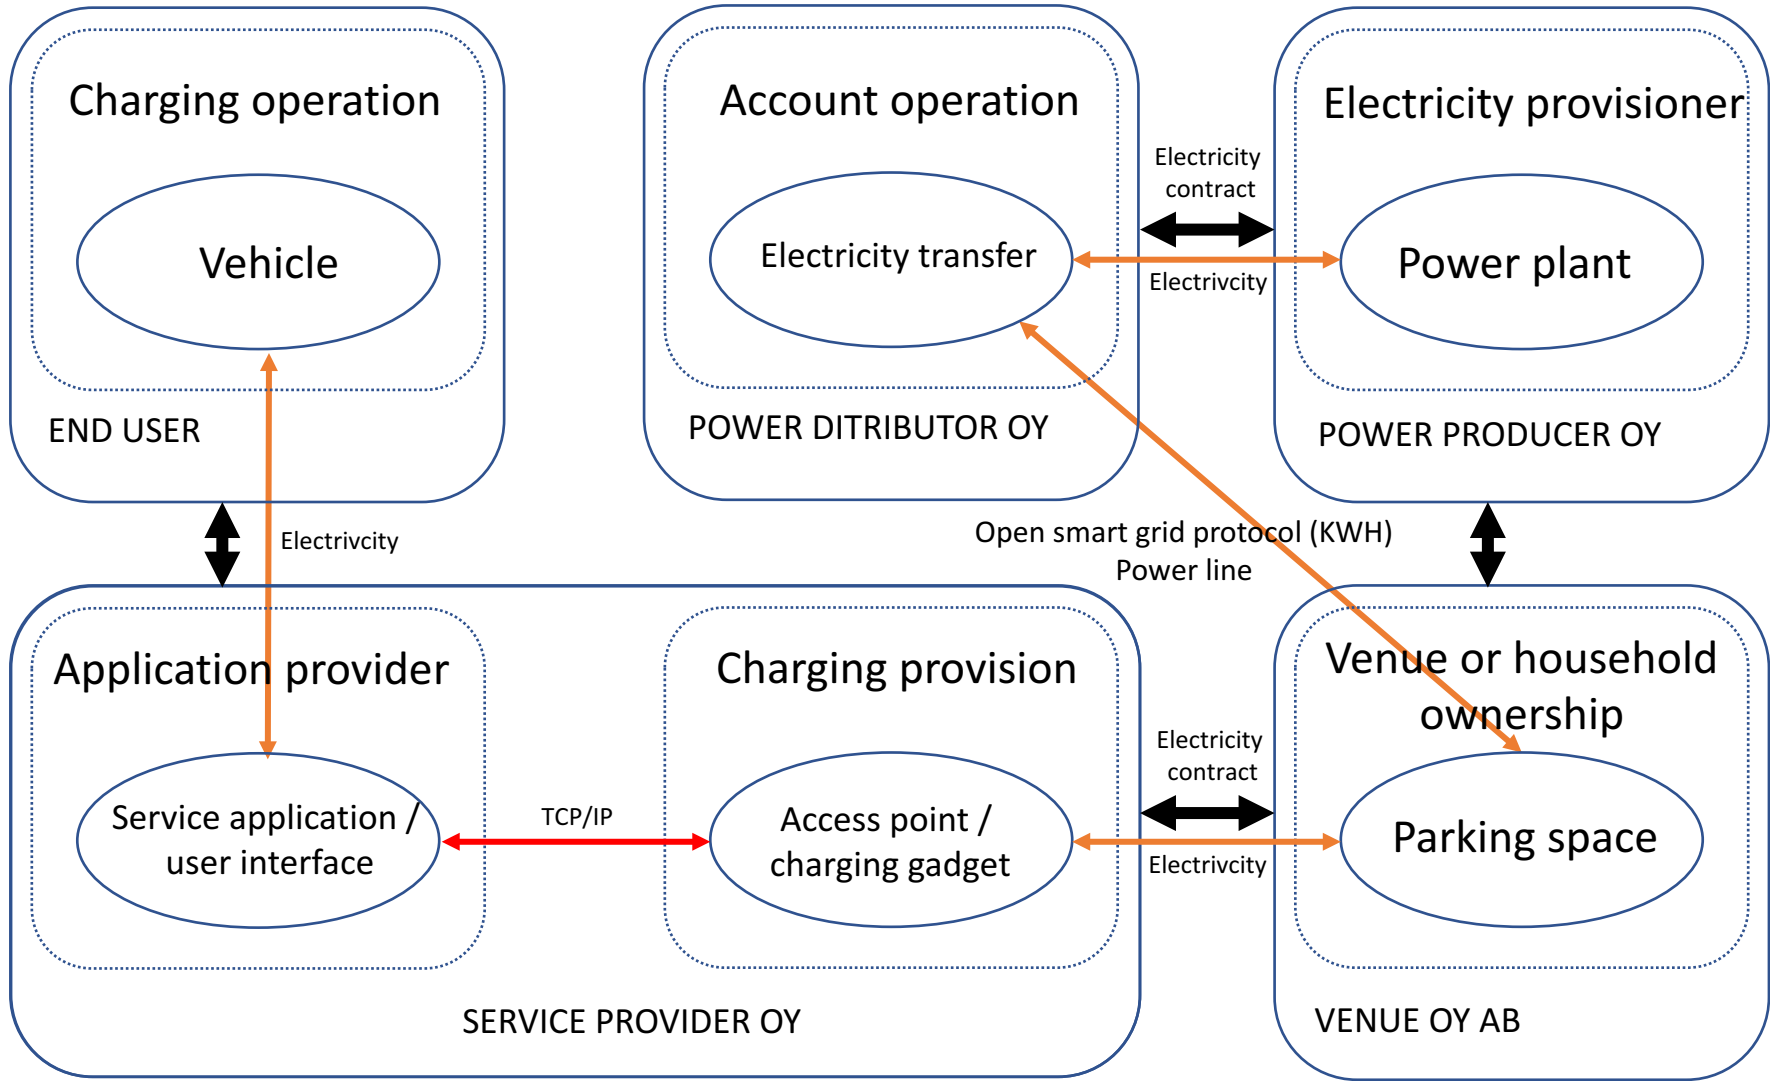 Charging operation
Vehicle
END USER
Account operation
Electricity transfer
POWER DITRIBUTOR OY
Electricity
contract
Electrivcity
Electricity provisioner
Power plant
POWER PRODUCER OY
Electrivcity
Open smart grid protocol (KWH)
Power line
Application provider
Service application /
user interface
TCP/IP
Charging provision
Access point /
charging gadget
SERVICE PROVIDER OY
Electricity
contract
Electrivcity
Venue or household
ownership
Parking space
VENUE OY AB